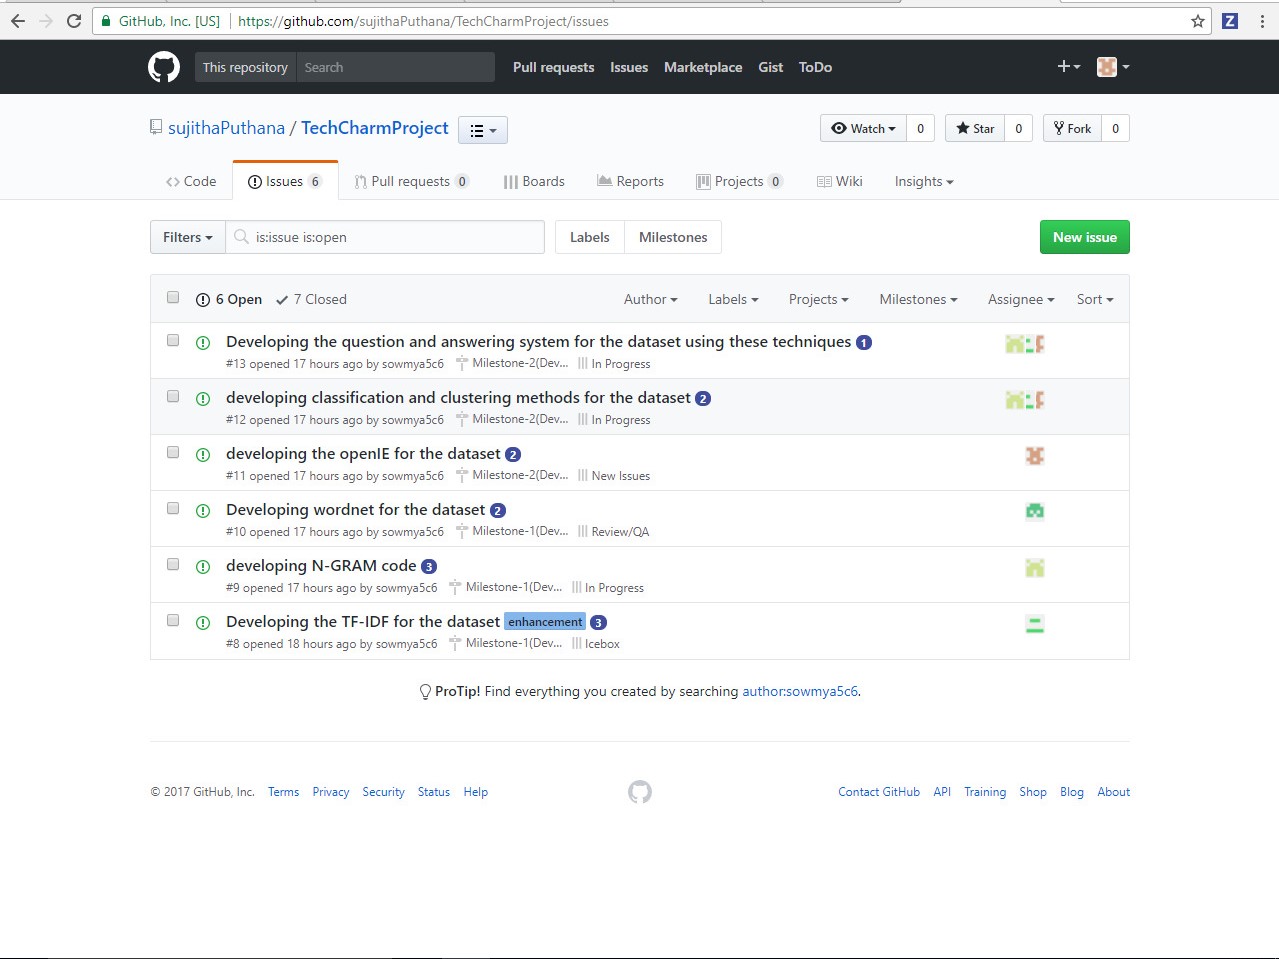 GitHub, Inc. [US] https://github.com/sujithaPuthana/TechCharmProject/issues Z
This repository Search Pull requests Issues Marketplace Gist ToDo
sujithaPuthana / TechCharmProject Watch 0 Star 0 Fork 0
Code Issues 6 Pull requests 0 Boards Reports Projects 0 Wiki Insights
Filters is:issue is:open Labels Milestones New issue
6 Open 7 Closed Author Labels Projects Milestones Assignee Sort
Developing the question and answering system for the dataset using these techniques 1
#13 opened 17 hours ago by sowmya5c6 Milestone-2(Dev... In Progress
developing classification and clustering methods for the dataset 2
#12 opened 17 hours ago by sowmya5c6 Milestone-2(Dev... In Progress
developing the openIE for the dataset 2
#11 opened 17 hours ago by sowmya5c6 Milestone-2(Dev... New Issues
Developing wordnet for the dataset 2
#10 opened 17 hours ago by sowmya5c6 Milestone-1(Dev... Review/QA
developing N-GRAM code 3
#9 opened 17 hours ago by sowmya5c6 Milestone-1(Dev... In Progress
Developing the TF-IDF for the dataset enhancement 3
#8 opened 18 hours ago by sowmya5c6 Milestone-1(Dev... Icebox
ProTip! Find everything you created by searching author:sowmya5c6.
© 2017 GitHub, Inc. Terms Privacy Security Status Help Contact GitHub API Training Shop Blog About